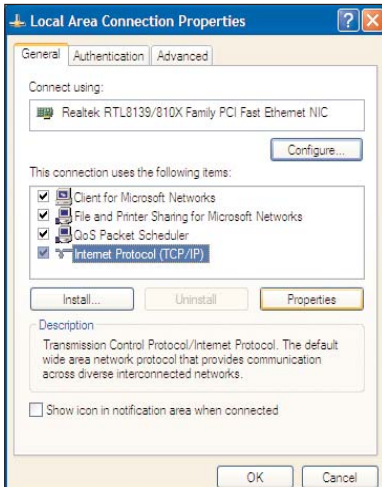 Local Area Connection Properties
General Authentication Advanced
Connect using:
Realtek RTL8139/810X Family PCI Fast Ethernet NIC
Configure...
This connection uses the following items:
Client for Microsoft Networks
File and Printer Sharing for Microsoft Networks
QoS Packet Scheduler
Internet Protocol (TCP/IP)
Install... Uninstall Properties
Description
Transmission Control Protocol/Internet Protocol. The default
wide area network protocol that provides communication
across diverse interconnected networks.
Show icon in notification area when connected
OK Cancel